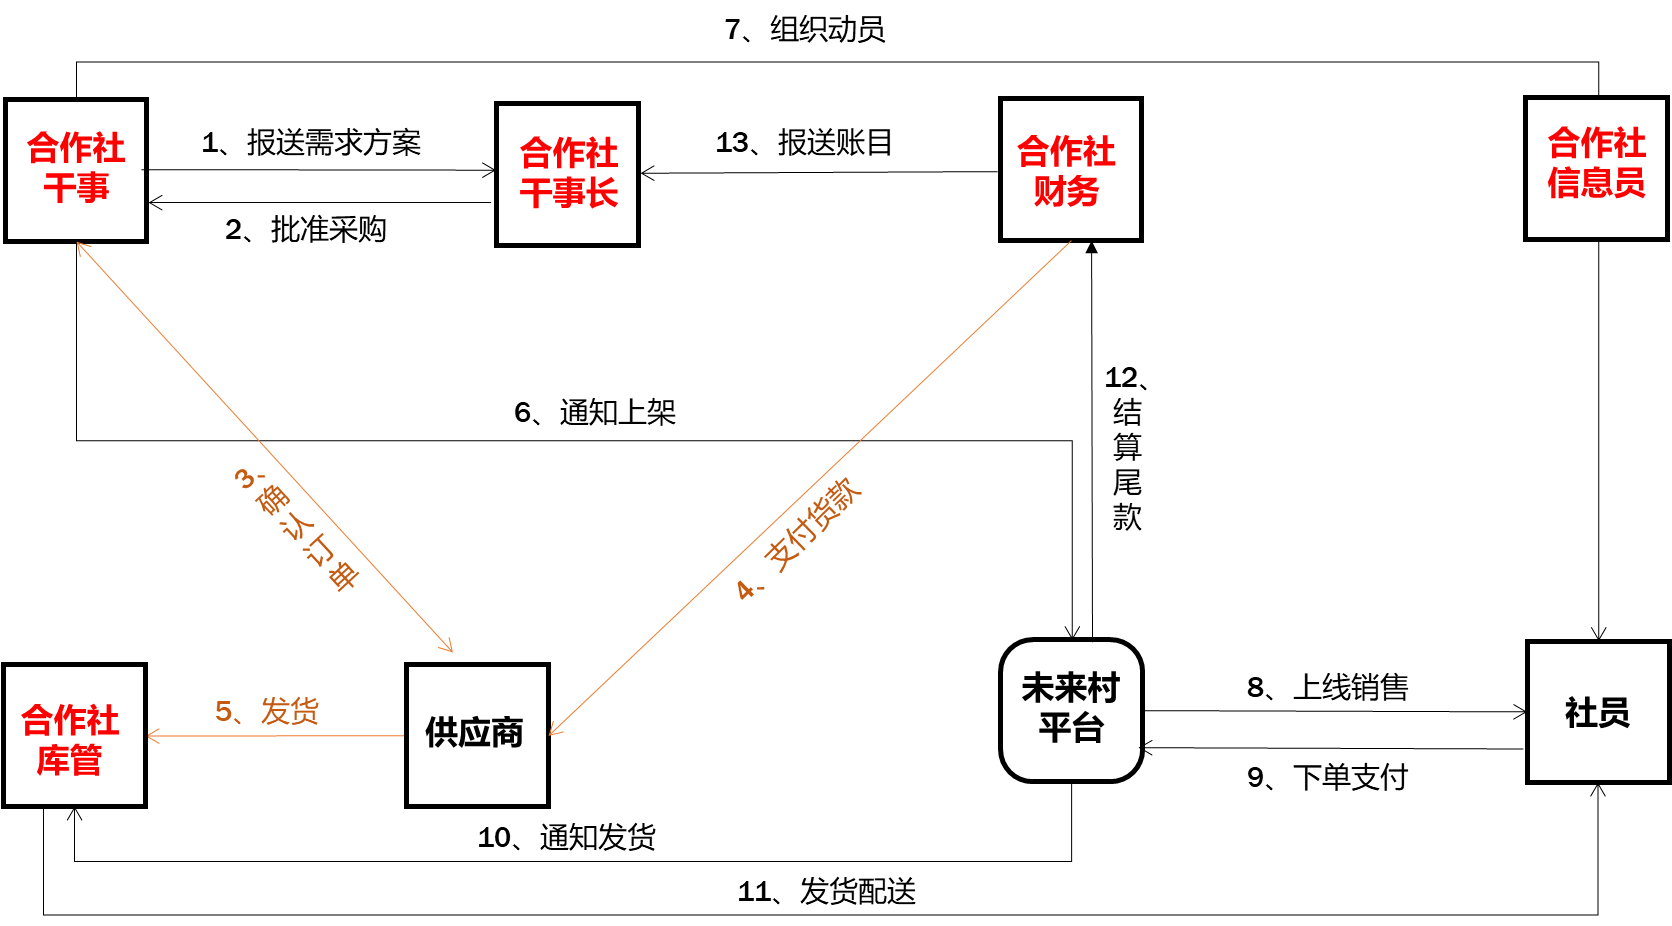 7、组织动员
合作社
干事
1、报送需求方案
2、批准采购
合作社
干事长
13、报送账目
合作社
财务
合作社
信息员
6、通知上架
3、确认订单
4、支付货款
12、
结
算
尾
款
合作社
库管
5、发货
供应商
未来村
平台
8、上线销售
9、下单支付
社员
10、通知发货
11、发货配送